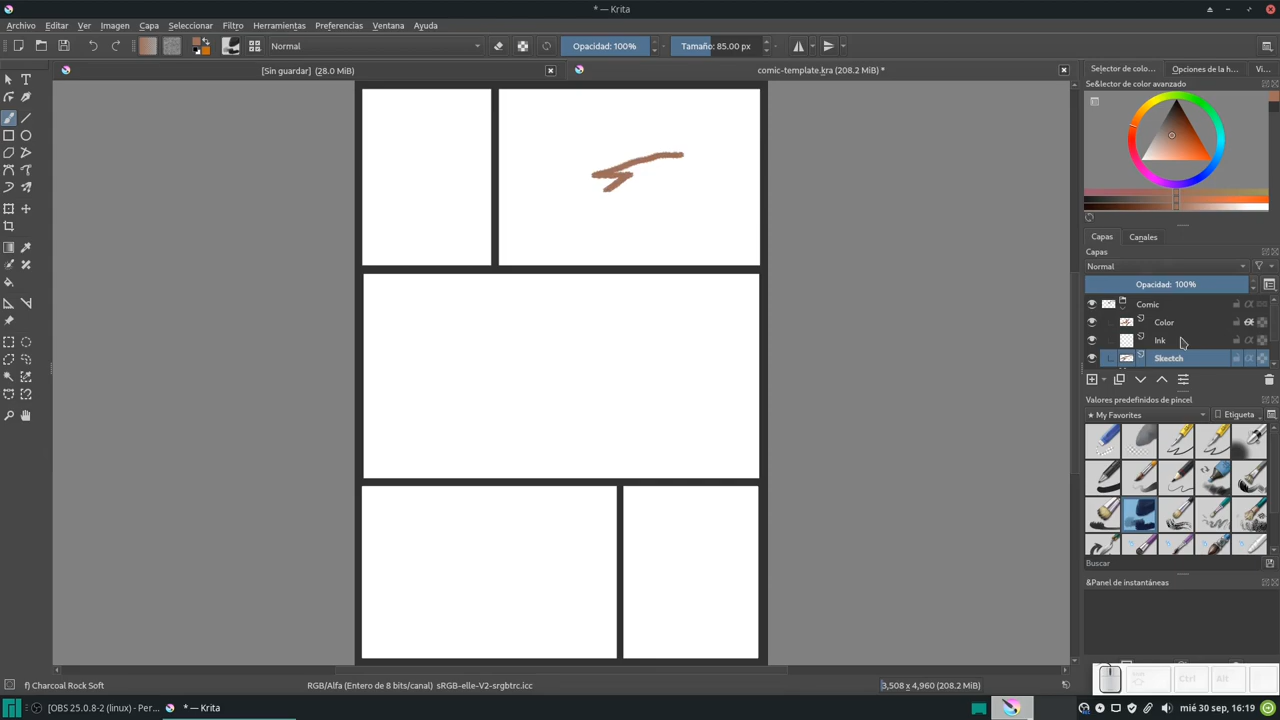 * — Krita
Archivo Editar Ver Imagen Capa Seleccionar Filtro Herramientas Preferencias Ventana Ayuda
Normal Opacidad: 100% Tamaño: 85.00 px
[Sin guardar] (28.0 MiB) comic-template.kra (208.2 MiB) *
Selector de colo... Opciones de la h... Vi...
Se&lector de color avanzado
Capas Canales
Capas
Normal
Opacidad: 100%
Comic
Color
Ink
Skectch
Valores predefinidos de pincel
★ My Favorites Etiqueta
Buscar
&Panel de instantáneas
f) Charcoal Rock Soft RGB/Alfa (Entero de 8 bits/canal) sRGB-elle-V2-srgbtrc.icc 3,508 x 4,960 (208.2 MiB)
Ctrl Alt
[OBS 25.0.8-2 (linux) - Per... * — Krita mié 30 sep, 16:19